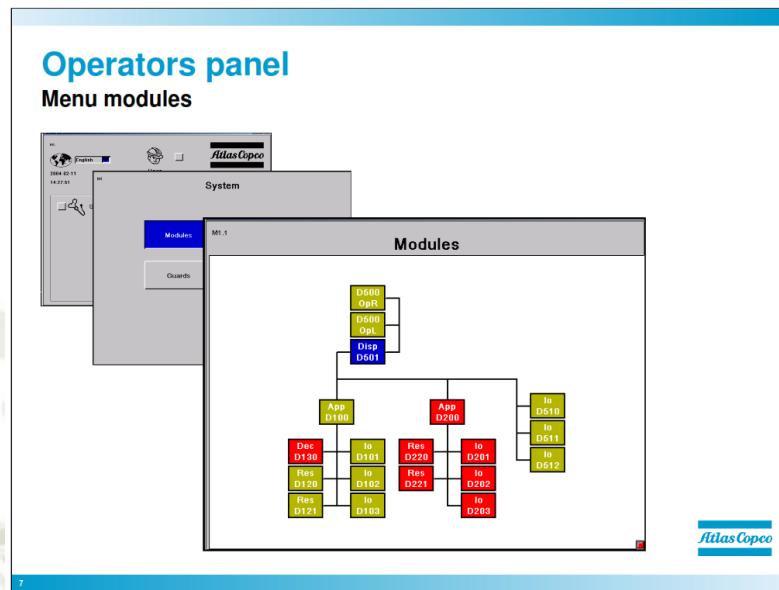 Operators panel
Menu modules
English
Atlas Copco
2004-02-11
14:27:51
System
Modules
Guards
M1.1
Modules
D500
OpR
D500
OpL
Disp
D501
App
D100
App
D200
Io
D510
Io
D511
Io
D512
Dec
D130
Io
D101
Res
D220
Io
D201
Res
D120
Io
D102
Res
D221
Io
D202
Res
D121
Io
D103
Io
D203
Atlas Copco
7